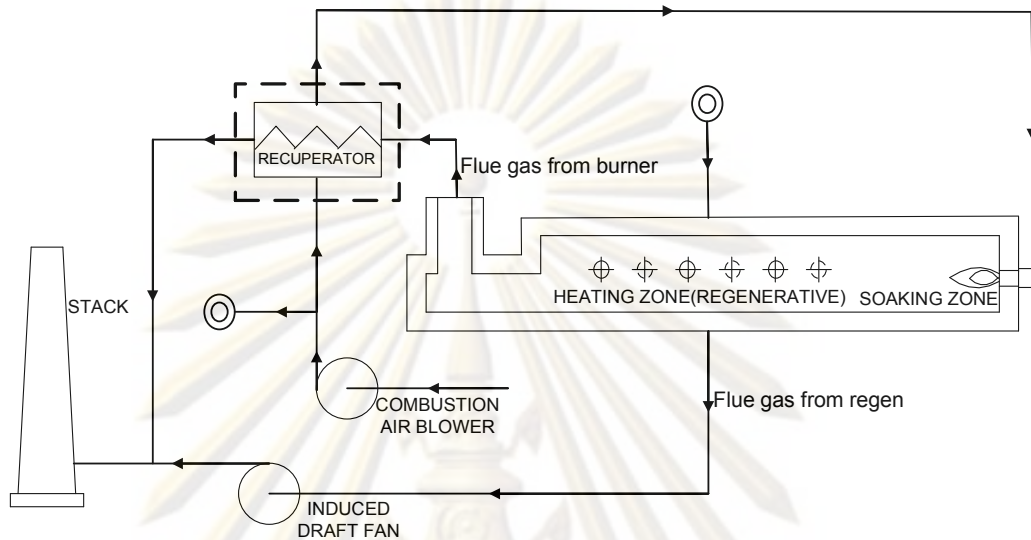 RECUPERATOR
Flue gas from burner
HEATING ZONE(REGENERATIVE)
SOAKING ZONE
STACK
COMBUSTION
AIR BLOWER
Flue gas from regen
INDUCED
DRAFT FAN